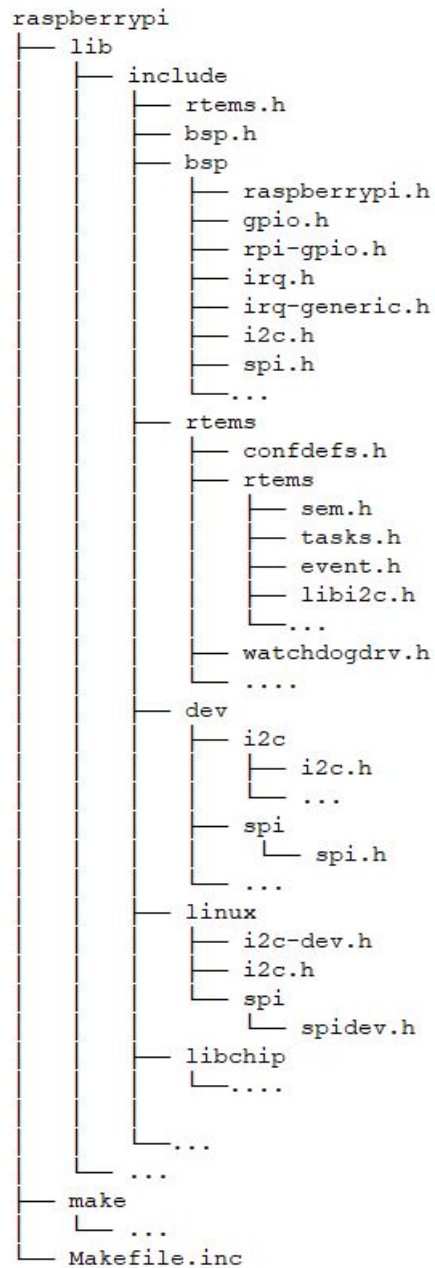 raspberrypi
├── lib
│   ├── include
│   │   ├── rtems.h
│   │   ├── bsp.h
│   │   ├── bsp
│   │   │   ├── raspberrypi.h
│   │   │   ├── gpio.h
│   │   │   ├── rpi-gpio.h
│   │   │   ├── irq.h
│   │   │   ├── irq-generic.h
│   │   │   ├── i2c.h
│   │   │   ├── spi.h
│   │   │   └──...
│   │   ├── rtems
│   │   │   ├── confdefs.h
│   │   │   ├── rtems
│   │   │   │   ├── sem.h
│   │   │   │   ├── tasks.h
│   │   │   │   ├── event.h
│   │   │   │   ├── libi2c.h
│   │   │   │   └──...
│   │   │   ├── watchdogdrv.h
│   │   │   └── ....
│   │   ├── dev
│   │   │   ├── i2c
│   │   │   │   ├── i2c.h
│   │   │   │   └── ...
│   │   │   ├── spi
│   │   │   │   └── spi.h
│   │   │   └── ...
│   │   ├── linux
│   │   │   ├── i2c-dev.h
│   │   │   ├── i2c.h
│   │   │   └── spi
│   │   │       └── spidev.h
│   │   ├── libchip
│   │   │   └──....
│   │   │
│   │   └──...
│   └── ...
├── make
│   └── ...
└── Makefile.inc